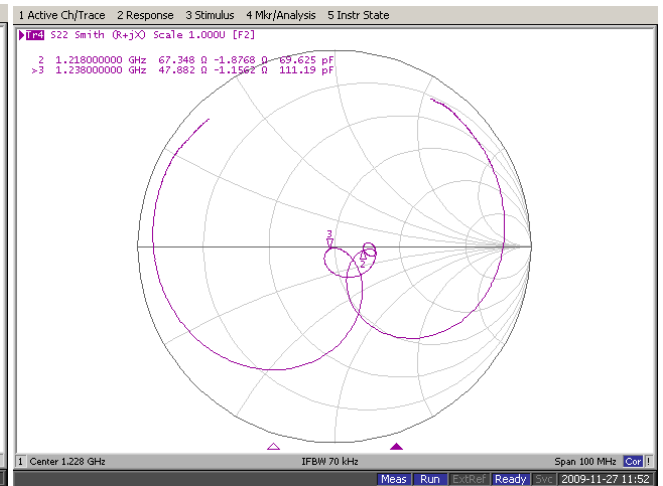 1 Active Ch/Trace 2 Response 3 Stimulus 4 Mkr/Analysis 5 Instr State
Tr4 S22 Smith (R+jX) Scale 1.000U [F2]
2 1.218000000 GHz 67.348 Ω -1.8768 Ω 69.625 pF
>3 1.238000000 GHz 47.882 Ω -1.1562 Ω 111.19 pF
3
2
1 Center 1.228 GHz IFBW 70 kHz Span 100 MHz Cor !
Meas Run ExtRef Ready Svc 2009-11-27 11:52